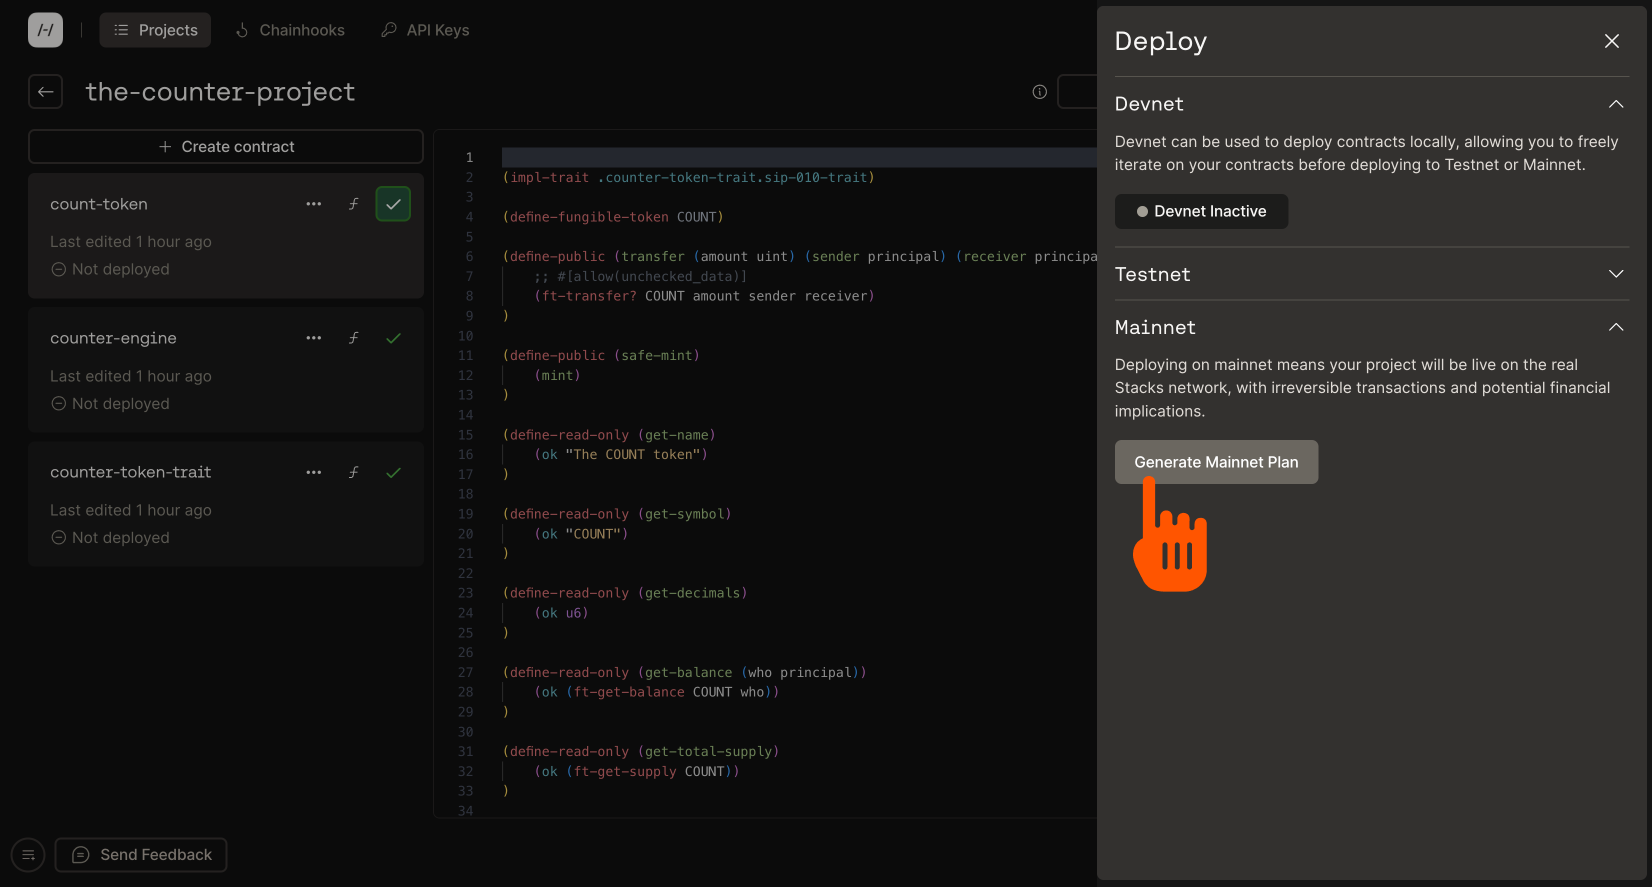 /-/
Projects
Chainhooks
API Keys
the-counter-project
Create contract
count-token
Last edited 1 hour ago
Not deployed
counter-engine
Last edited 1 hour ago
Not deployed
counter-token-trait
Last edited 1 hour ago
Not deployed
1
2 (impl-trait .counter-token-trait.sip-010-trait)
3
4 (define-fungible-token COUNT)
5
6 (define-public (transfer (amount uint) (sender principal) (receiver principa
7 ;; #[allow(unchecked_data)]
8 (ft-transfer? COUNT amount sender receiver)
9 )
10
11 (define-public (safe-mint)
12 (mint)
13 )
14
15 (define-read-only (get-name)
16 (ok "The COUNT token")
17 )
18
19 (define-read-only (get-symbol)
20 (ok "COUNT")
21 )
22
23 (define-read-only (get-decimals)
24 (ok u6)
25 )
26
27 (define-read-only (get-balance (who principal))
28 (ok (ft-get-balance COUNT who))
29 )
30
31 (define-read-only (get-total-supply)
32 (ok (ft-get-supply COUNT))
33 )
34
Send Feedback
Deploy
Devnet
Devnet can be used to deploy contracts locally, allowing you to freely
iterate on your contracts before deploying to Testnet or Mainnet.
Devnet Inactive
Testnet
Mainnet
Deploying on mainnet means your project will be live on the real
Stacks network, with irreversible transactions and potential financial
implications.
Generate Mainnet Plan